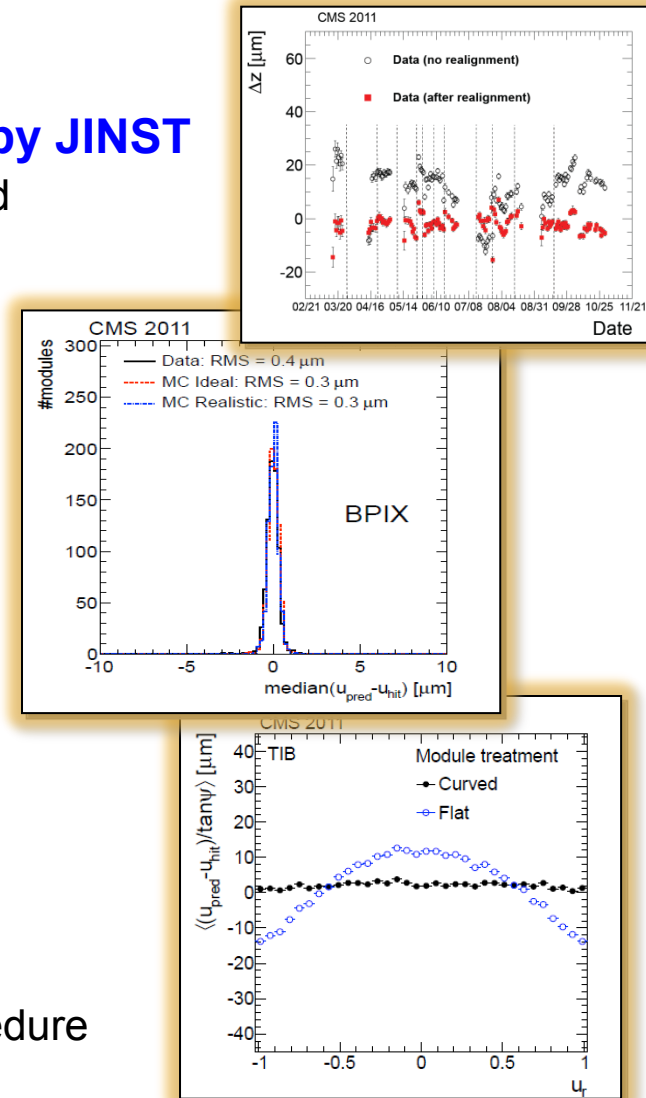 by JINST
d
CMS 2011
Δz [μm]
Data (no realignment)
Data (after realignment)
60
40
20
0
-20
02/21 03/20 04/16 05/14 06/10 07/08 08/04 08/31 09/28 10/25 11/21
Date
CMS 2011
#modules
Data: RMS = 0.4 μm
MC Ideal: RMS = 0.3 μm
MC Realistic: RMS = 0.3 μm
BPIX
300
250
200
150
100
50
0
-10 -5 0 5 10
median(u_pred-u_hit) [μm]
CMS 2011
⟨(u_pred-u_hit)/tanψ⟩ [μm]
TIB
Module treatment
Curved
Flat
40
30
20
10
0
-10
-20
-30
-40
-1 -0.5 0 0.5 1
u_r
edure